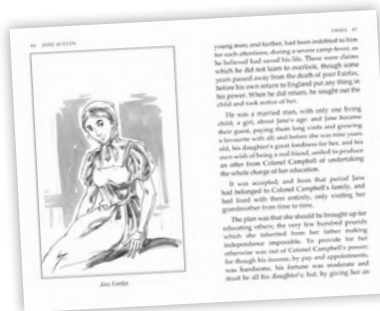 86 JANE AUSTEN
Jane Fairfax
EMMA 87
young man; and farther, had been indebted to him
for such attentions, during a severe camp-fever, as
he believed had saved his life. These were claims
which he did not learn to overlook, though some
years passed away from the death of poor Fairfax,
before his own return to England put any thing in
his power. When he did return, he sought out the
child and took notice of her.
He was a married man, with only one living
child, a girl, about Jane's age: and Jane became
their guest, paying them long visits and growing
a favourite with all; and before she was nine years
old, his daughter's great fondness for her, and his
own wish of being a real friend, united to produce
an offer from Colonel Campbell of undertaking
the whole charge of her education.
It was accepted; and from that period Jane
had belonged to Colonel Campbell's family, and
had lived with them entirely, only visiting her
grandmother from time to time.
The plan was that she should be brought up for
educating others; the very few hundred pounds
which she inherited from her father making
independence impossible. To provide for her
otherwise was out of Colonel Campbell's power;
for though his income, by pay and appointments,
was handsome, his fortune was moderate and
must be all his daughter's; but, by giving her an